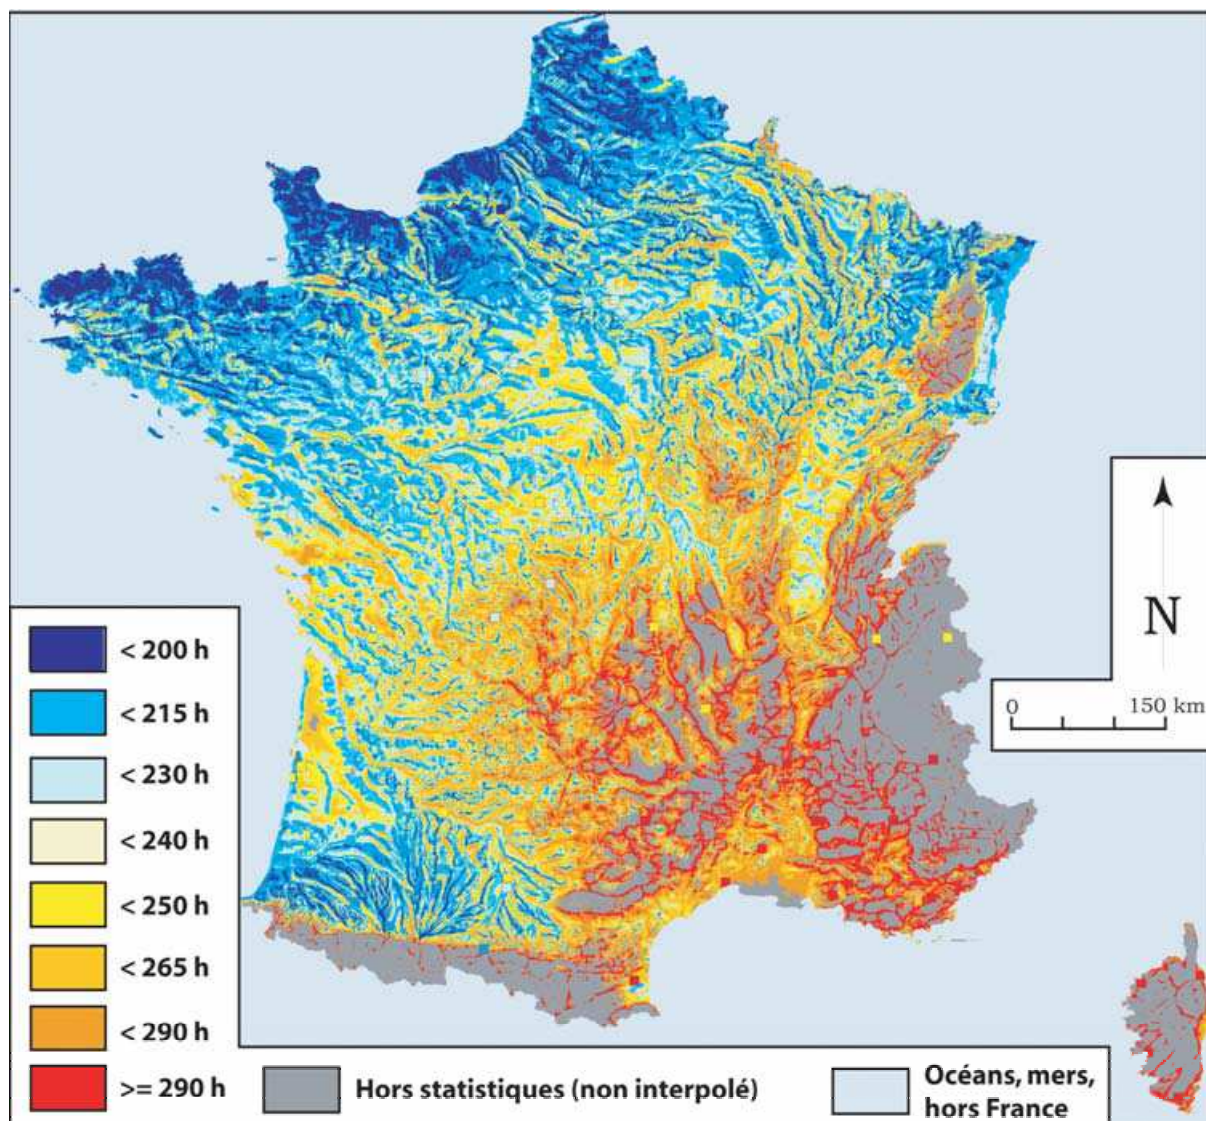 N
0
150 km
< 200 h
< 215 h
< 230 h
< 240 h
< 250 h
< 265 h
< 290 h
>= 290 h
Hors statistiques (non interpolé)
Océans, mers,
hors France